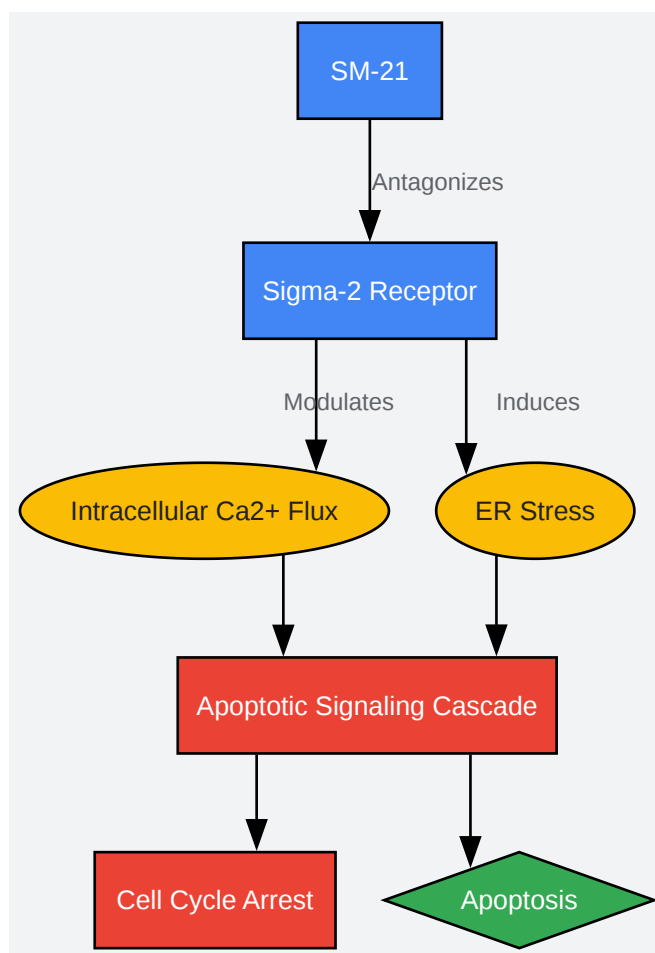 SM-21
Antagonizes
Sigma-2 Receptor
Modulates
Induces
Intracellular Ca2+ Flux
ER Stress
Apoptotic Signaling Cascade
Cell Cycle Arrest
Apoptosis